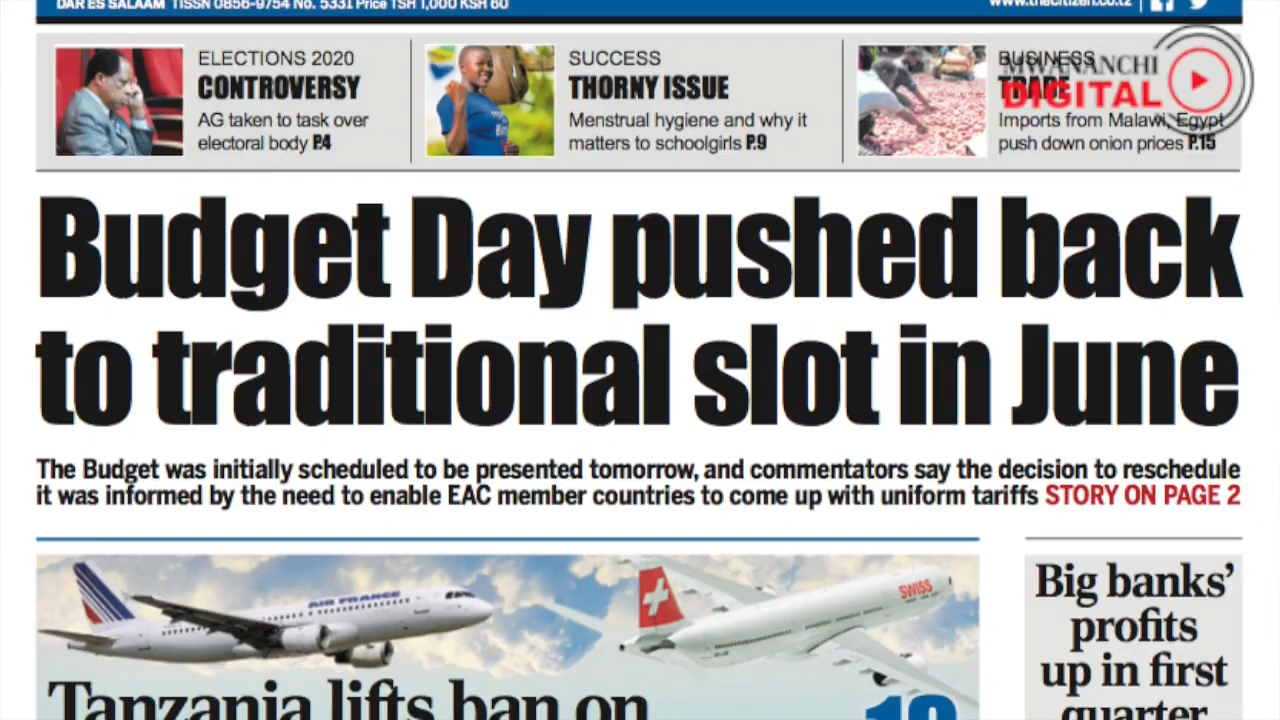 DAR ES SALAAM TISSN 0856-9754 No. 5331 Price TSH 1,000 KSH 60
www.thecitizen.co.tz
ELECTIONS 2020
CONTROVERSY
AG taken to task over
electoral body P.4
SUCCESS
THORNY ISSUE
Menstrual hygiene and why it
matters to schoolgirls P.9
BUSINESS
TRADE
Imports from Malawi, Egypt
push down onion prices P.15
MWANANCHI
DIGITAL
Budget Day pushed back
to traditional slot in June
The Budget was initially scheduled to be presented tomorrow, and commentators say the decision to reschedule
it was informed by the need to enable EAC member countries to come up with uniform tariffs STORY ON PAGE 2
AIR FRANCE
SWISS
Tanzania lifts ban on
Big banks'
profits
up in first
quarter